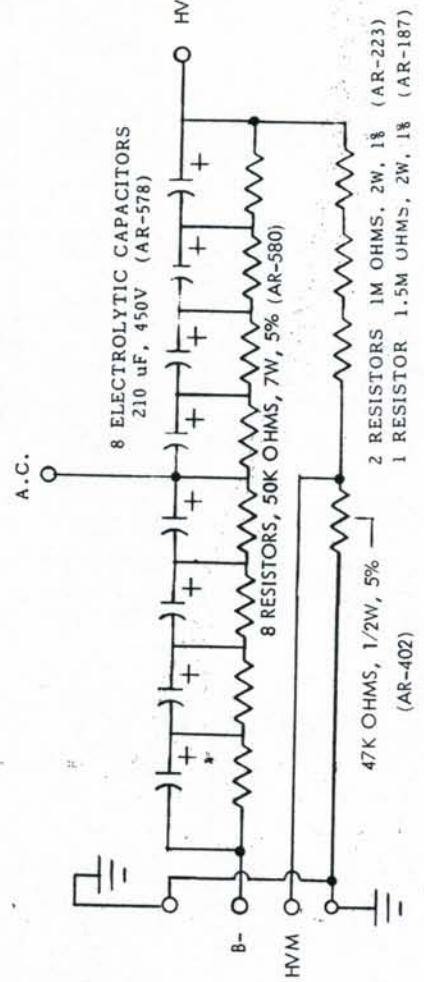 A.C.
HV
8 ELECTROLYTIC CAPACITORS
210 uF, 450V (AR-578)
+
+
+
+
+
+
+
8 RESISTORS, 50K OHMS, 7W, 5% (AR-580)
B-
HVM
47K OHMS, 1/2W, 5%
(AR-402)
2 RESISTORS 1M OHMS, 2W, 1% (AR-223)
1 RESISTOR 1.5M OHMS, 2W, 1% (AR-187)